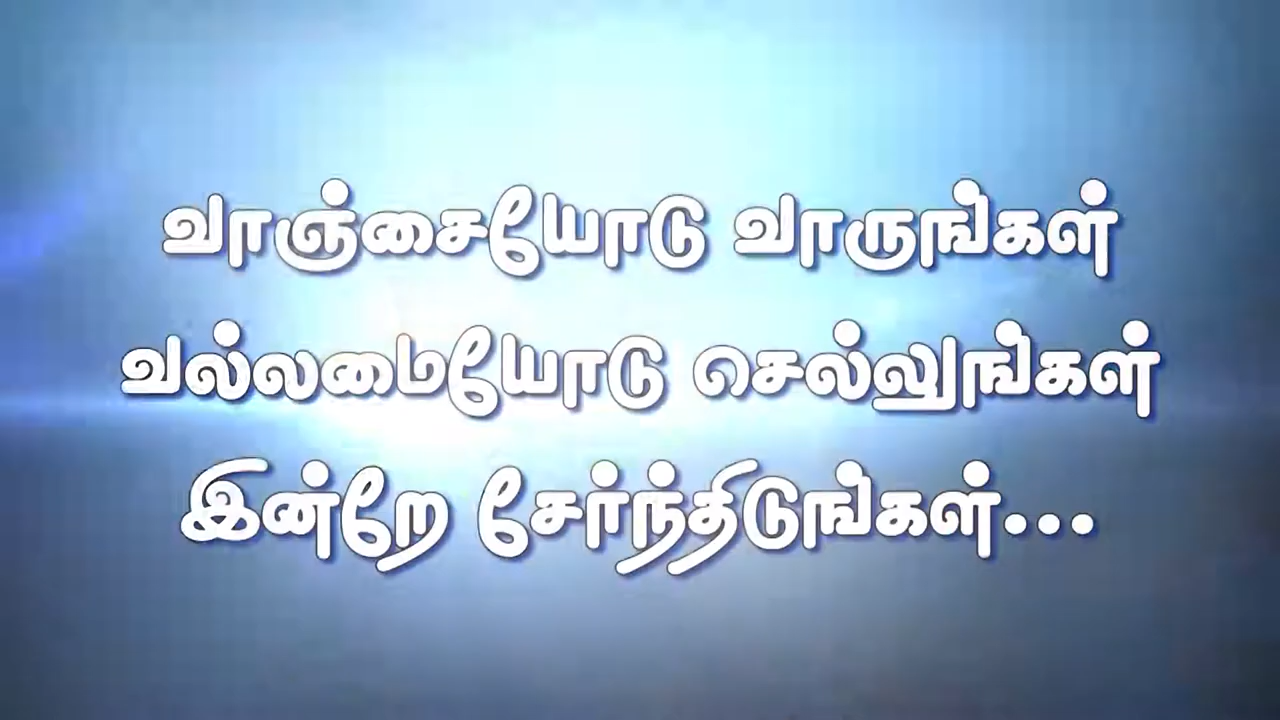 வாஞ்சையோடு வாருங்கள்
வல்லமையோடு செல்லுங்கள்
இன்றே சேர்ந்திடுங்கள்...